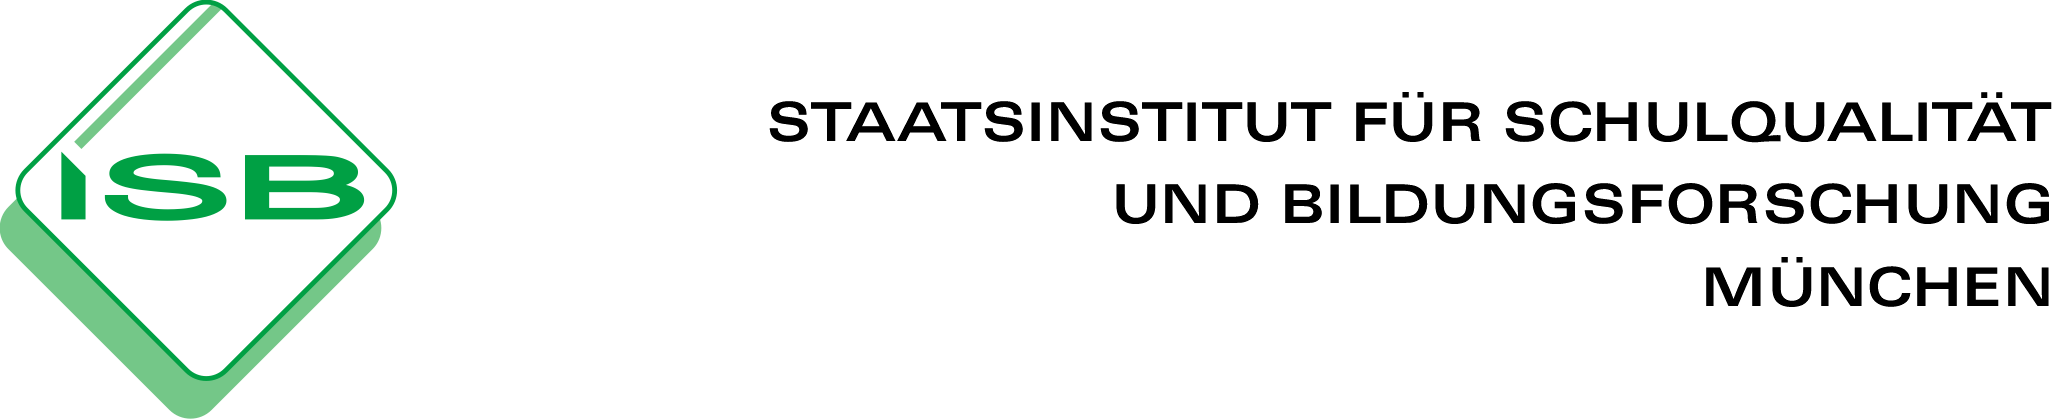 ISB
STAATSINSTITUT FÜR SCHULQUALITÄT
UND BILDUNGSFORSCHUNG
MÜNCHEN